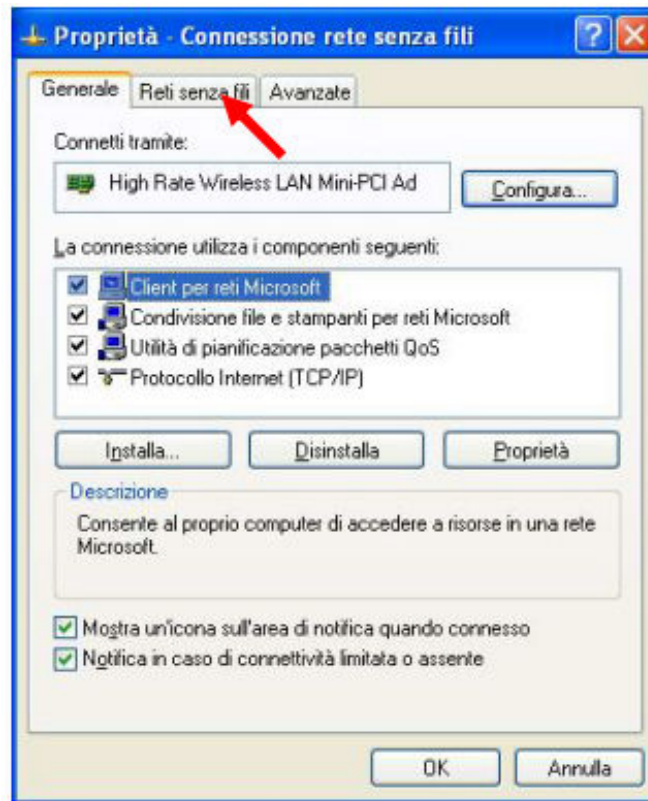 Proprietà - Connessione rete senza fili
Generale Reti senza fili Avanzate
Connetti tramite:
High Rate Wireless LAN Mini-PCI Ad
Configura...
La connessione utilizza i componenti seguenti:
Client per reti Microsoft
Condivisione file e stampanti per reti Microsoft
Utilità di pianificazione pacchetti QoS
Protocollo Internet (TCP/IP)
Installa... Disinstalla Proprietà
Descrizione
Consente al proprio computer di accedere a risorse in una rete
Microsoft.
Mostra un'icona sull'area di notifica quando connesso
Notifica in caso di connettività limitata o assente
OK Annulla